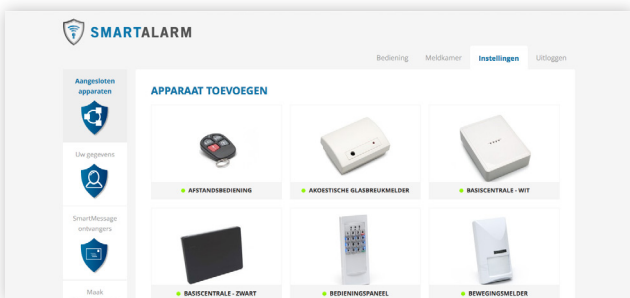 SMARTALARM
Bediening Meldkamer Instellingen Uitloggen
Aangesloten
apparaten
APPARAAT TOEVOEGEN
Uw gegevens
AFSTANDSBEDIENING AKOESTISCHE GLASBREUKMELDER BASISCENTRALE - WIT
SmartMessage
ontvangers
Maak
BASISCENTRALE - ZWART BEDIENINGSPANEEL BEWEGINGSMELDER